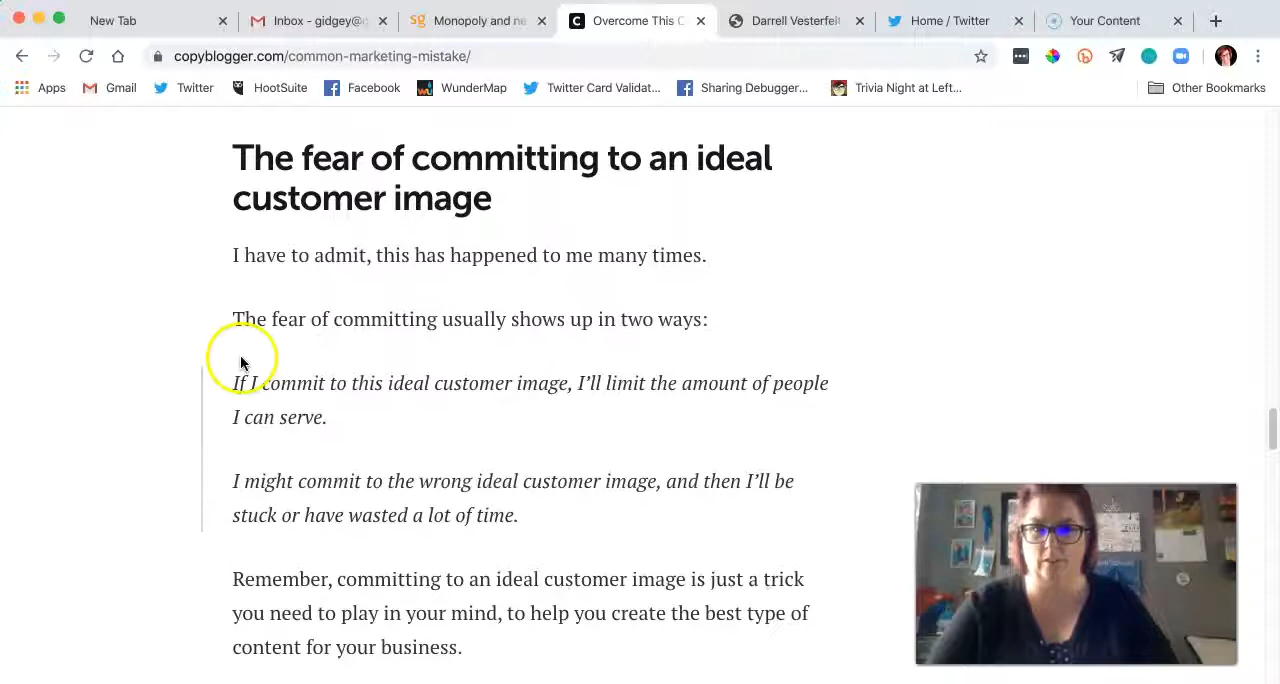 New Tab
Inbox - gidgey@g
sg Monopoly and ne
C Overcome This C
Darrell Vesterfelt
Home / Twitter
Your Content
copyblogger.com/common-marketing-mistake/
Apps
Gmail
Twitter
HootSuite
Facebook
WunderMap
Twitter Card Validat...
Sharing Debugger...
Trivia Night at Left...
Other Bookmarks
The fear of committing to an ideal
customer image
I have to admit, this has happened to me many times.
The fear of committing usually shows up in two ways:
If I commit to this ideal customer image, I’ll limit the amount of people
I can serve.
I might commit to the wrong ideal customer image, and then I’ll be
stuck or have wasted a lot of time.
Remember, committing to an ideal customer image is just a trick
you need to play in your mind, to help you create the best type of
content for your business.